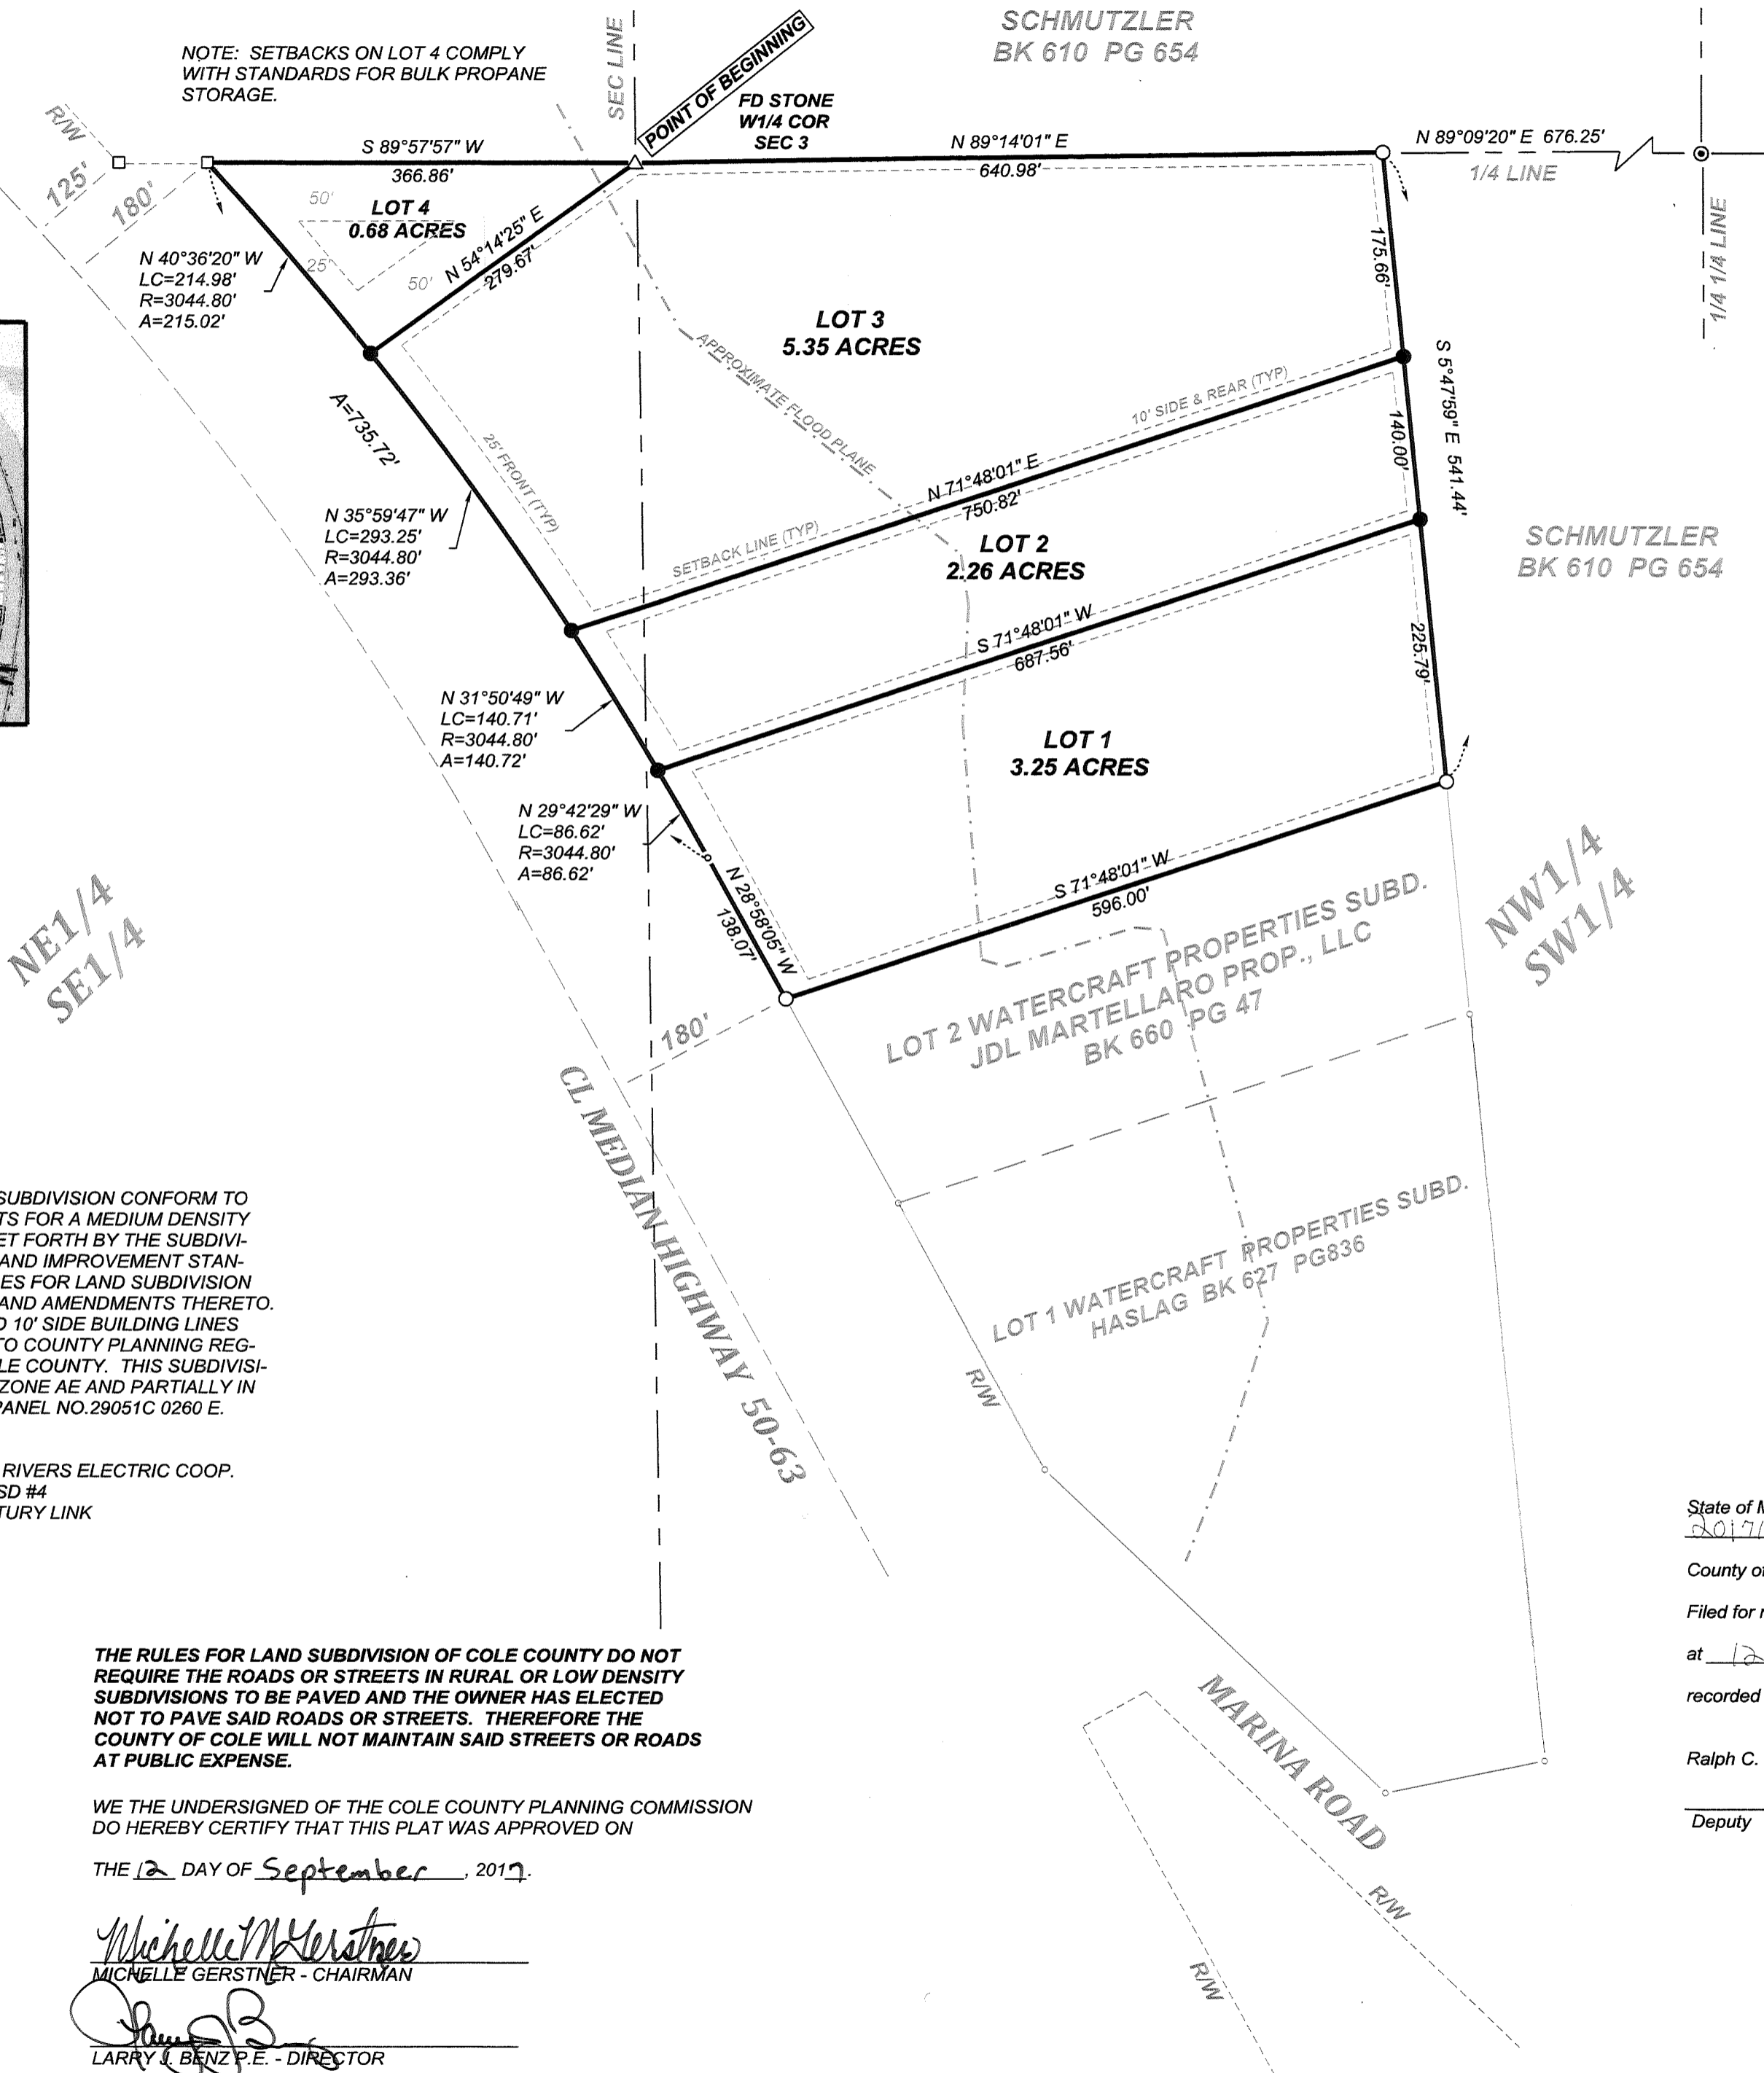 NOTE: SETBACKS ON LOT 4 COMPLY
WITH STANDARDS FOR BULK PROPANE
STORAGE.
SEC LINE
POINT OF BEGINNING
SCHMUTZLER
BK 610 PG 654
FD STONE
W1/4 COR
SEC 3
R/W
125'
180'
S 89°57'57" W
366.86'
N 89°14'01" E
640.98'
N 89°09'20" E 676.25'
1/4 LINE
1/4 1/4 LINE
50'
LOT 4
0.68 ACRES
25'
50'
N 54°14'25" E
279.67'
N 40°36'20" W
LC=214.98'
R=3044.80'
A=215.02'
175.66'
LOT 3
5.35 ACRES
APPROXIMATE FLOOD PLANE
10' SIDE & REAR (TYP)
S 5°47'59" E 541.44'
140.00'
A=735.72'
25' FRONT (TYP)
N 71°48'01" E
750.82'
SETBACK LINE (TYP)
N 35°59'47" W
LC=293.25'
R=3044.80'
A=293.36'
LOT 2
2.26 ACRES
SCHMUTZLER
BK 610 PG 654
S 71°48'01" W
687.56'
225.79'
N 31°50'49" W
LC=140.71'
R=3044.80'
A=140.72'
LOT 1
3.25 ACRES
N 29°42'29" W
LC=86.62'
R=3044.80'
A=86.62'
N 28°58'05" W
138.07'
S 71°48'01" W
596.00'
NE1/4
SE1/4
NW1/4
SW1/4
180'
LOT 2 WATERCRAFT PROPERTIES SUBD.
JDL MARTELLARO PROP., LLC
BK 660 PG 47
CL MEDIAN HIGHWAY 50-63
LOT 1 WATERCRAFT PROPERTIES SUBD.
HASLAG BK 627 PG836
R/W
SUBDIVISION CONFORM TO
TS FOR A MEDIUM DENSITY
ET FORTH BY THE SUBDIVI-
AND IMPROVEMENT STAN-
ES FOR LAND SUBDIVISION
AND AMENDMENTS THERETO.
D 10' SIDE BUILDING LINES
TO COUNTY PLANNING REG-
LE COUNTY. THIS SUBDIVISI-
ZONE AE AND PARTIALLY IN
PANEL NO.29051C 0260 E.
RIVERS ELECTRIC COOP.
SD #4
TURY LINK
State of M
20171
County of
Filed for r
at 12
recorded
Ralph C.
Deputy
MARINA ROAD
R/W
R/W
THE RULES FOR LAND SUBDIVISION OF COLE COUNTY DO NOT
REQUIRE THE ROADS OR STREETS IN RURAL OR LOW DENSITY
SUBDIVISIONS TO BE PAVED AND THE OWNER HAS ELECTED
NOT TO PAVE SAID ROADS OR STREETS. THEREFORE THE
COUNTY OF COLE WILL NOT MAINTAIN SAID STREETS OR ROADS
AT PUBLIC EXPENSE.
WE THE UNDERSIGNED OF THE COLE COUNTY PLANNING COMMISSION
DO HEREBY CERTIFY THAT THIS PLAT WAS APPROVED ON
THE 12 DAY OF September, 2017.
Michelle M Gerstner
MICHELLE GERSTNER - CHAIRMAN
LARRY J. BENZ P.E. - DIRECTOR